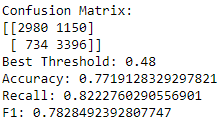 Confusion Matrix:
[[2980 1150]
 [ 734 3396]]
Best Threshold: 0.48
Accuracy: 0.7719128329297821
Recall: 0.8222760290556901
F1: 0.7828492392807747